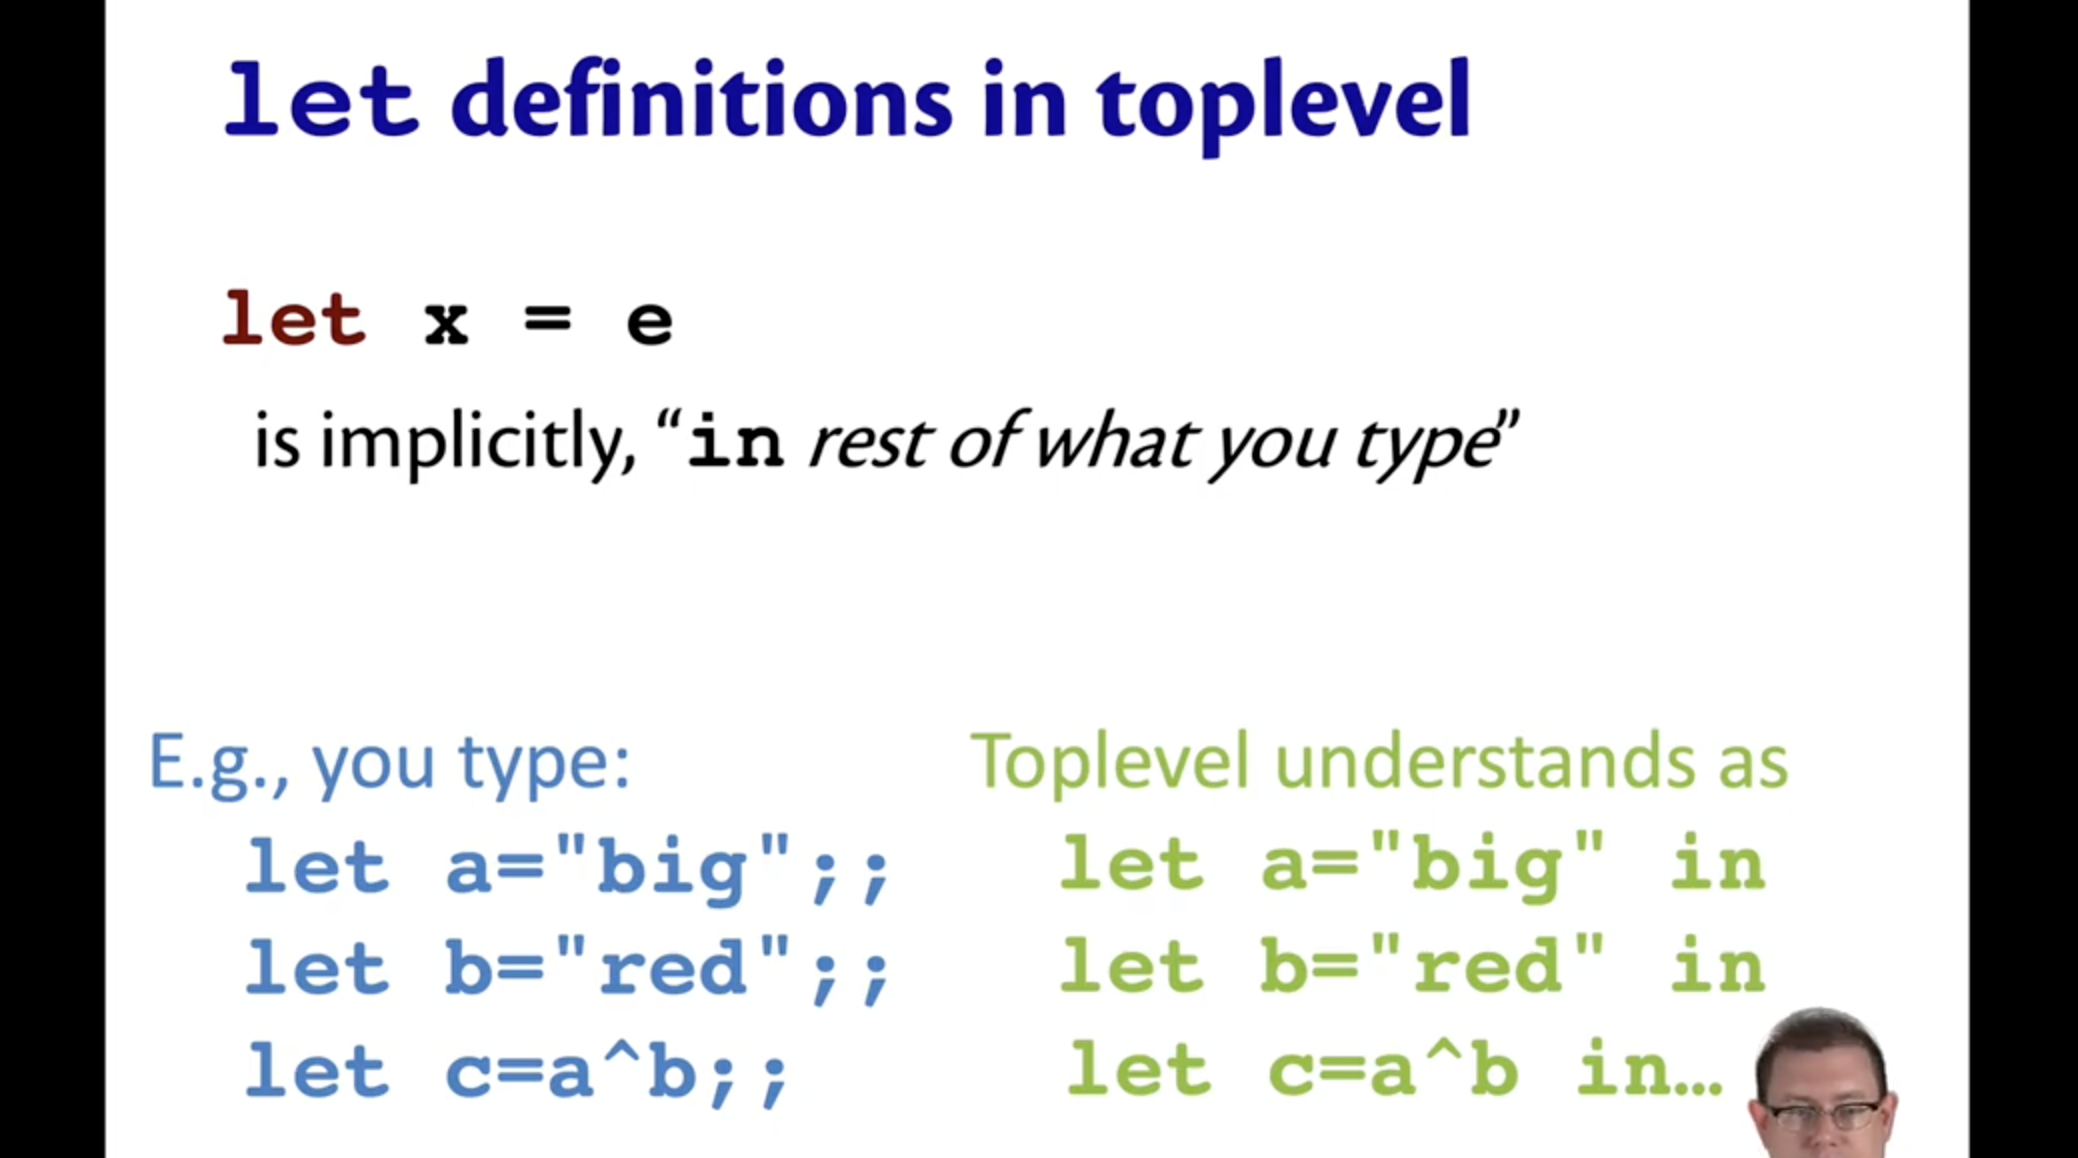 let definitions in toplevel
let x = e
is implicitly, “in rest of what you type”
E.g., you type:
let a="big";;
let b="red";;
let c=a^b;;
Toplevel understands as
let a="big" in
let b="red" in
let c=a^b in…